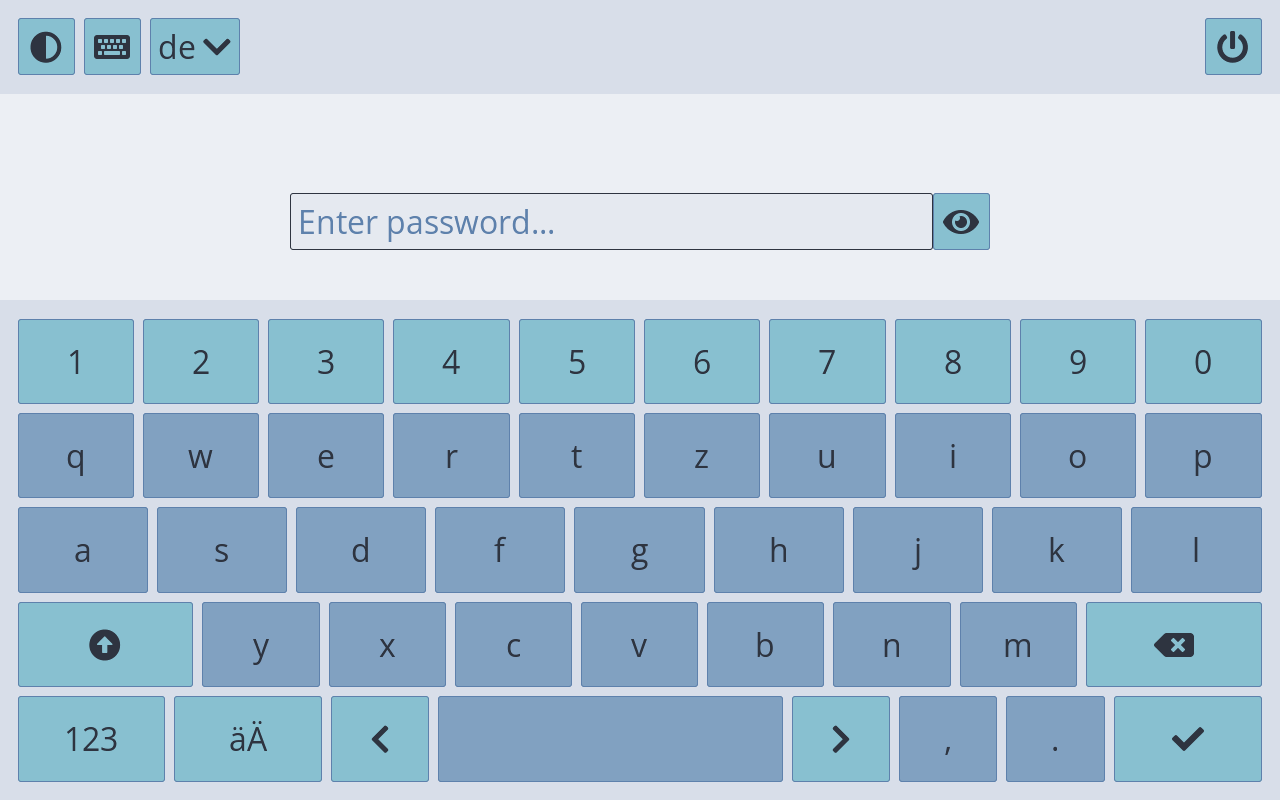 de
Enter password...
1 2 3 4 5 6 7 8 9 0
q w e r t z u i o p
a s d f g h j k l
y x c v b n m
123 äÄ , .